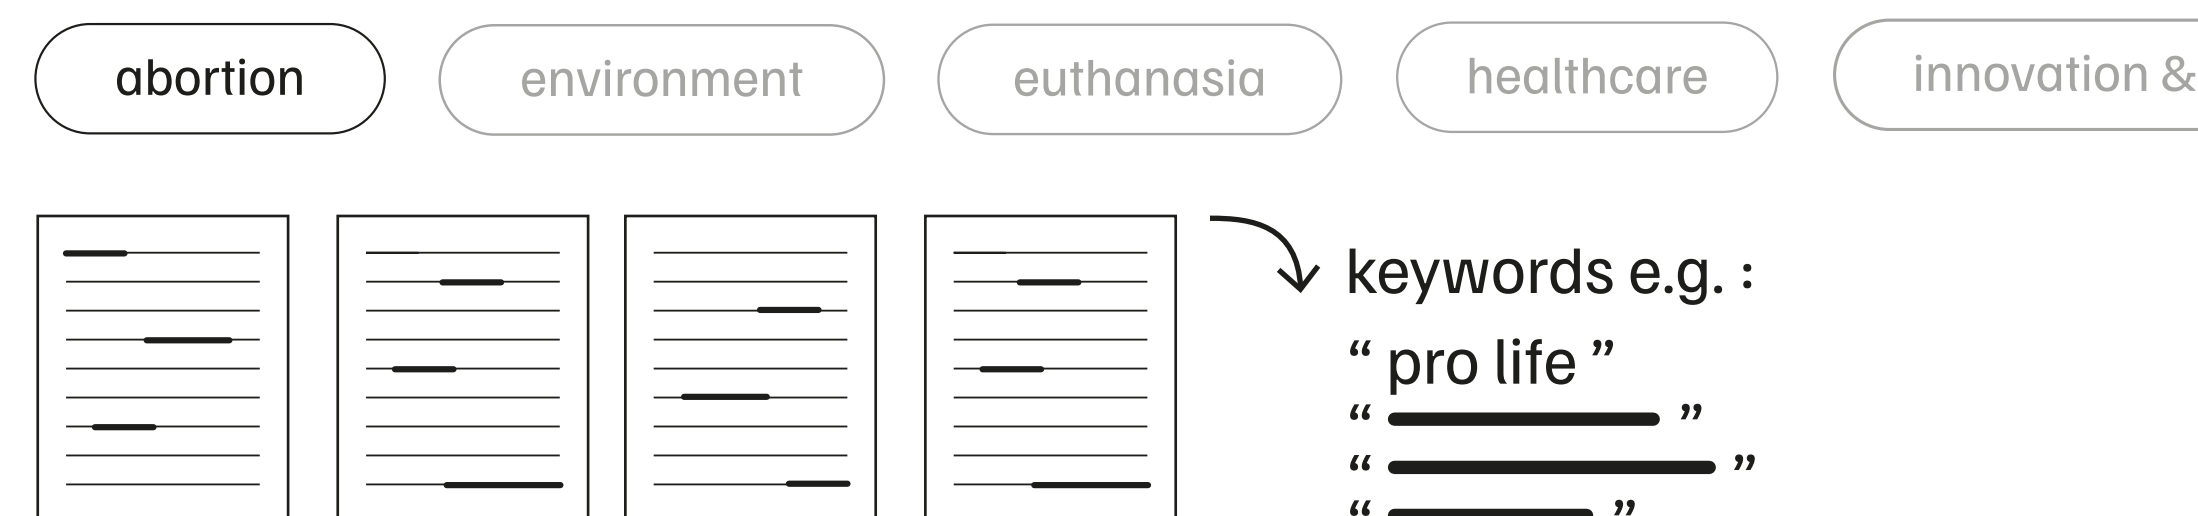 abortion environment euthanasia healthcare innovation &
keywords e.g. :
“ pro life ”
“ ”
“ ”
“ ”